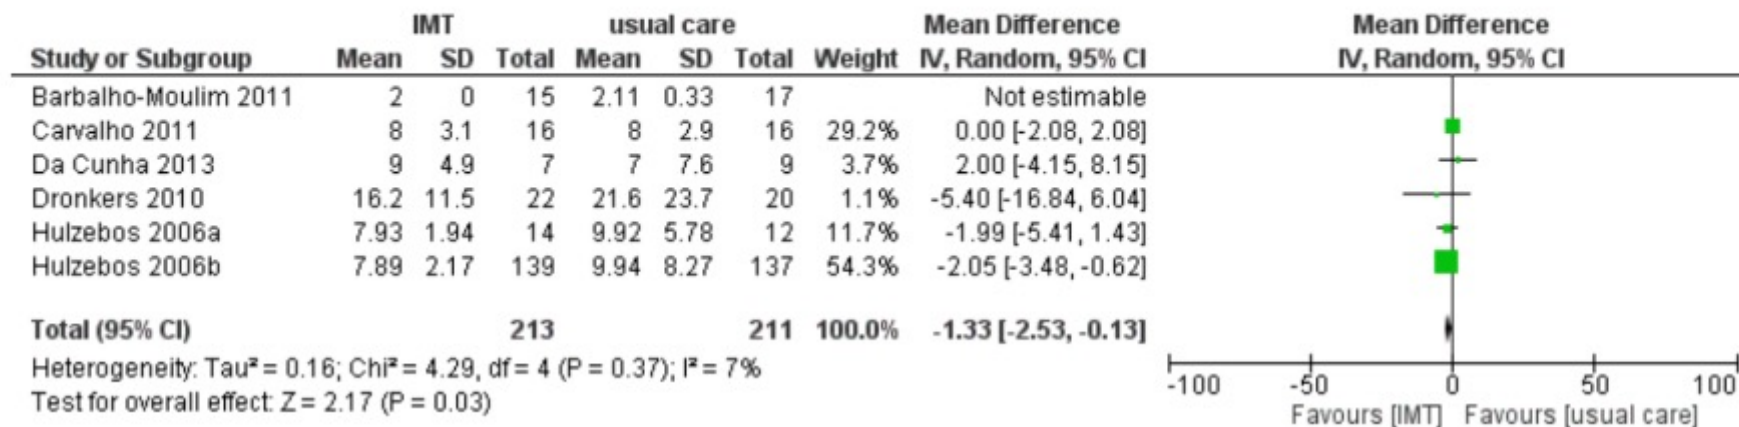 IMT usual care Mean Difference Mean Difference
Study or Subgroup Mean SD Total Mean SD Total Weight IV, Random, 95% CI IV, Random, 95% CI
Barbalho-Moulim 2011 2 0 15 2.11 0.33 17 Not estimable
Carvalho 2011 8 3.1 16 8 2.9 16 29.2% 0.00 [-2.08, 2.08]
Da Cunha 2013 9 4.9 7 7 7.6 9 3.7% 2.00 [-4.15, 8.15]
Dronkers 2010 16.2 11.5 22 21.6 23.7 20 1.1% -5.40 [-16.84, 6.04]
Hulzebos 2006a 7.93 1.94 14 9.92 5.78 12 11.7% -1.99 [-5.41, 1.43]
Hulzebos 2006b 7.89 2.17 139 9.94 8.27 137 54.3% -2.05 [-3.48, -0.62]
Total (95% CI) 213 211 100.0% -1.33 [-2.53, -0.13]
Heterogeneity: Tau² = 0.16; Chi² = 4.29, df = 4 (P = 0.37); I² = 7%
Test for overall effect: Z = 2.17 (P = 0.03)
-100 -50 0 50 100
Favours [IMT] Favours [usual care]